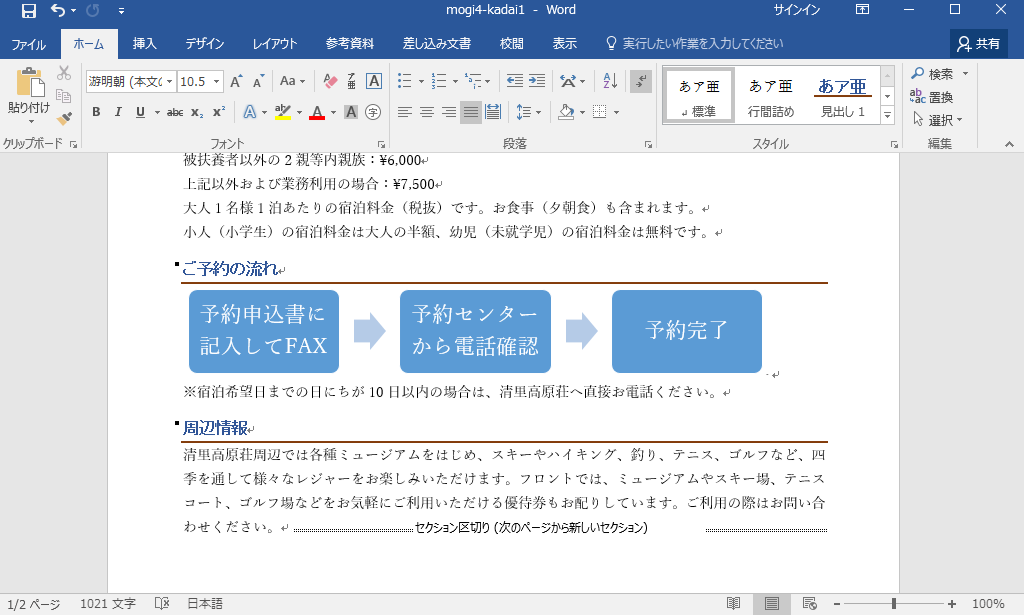 mogi4-kadai1 - Word
サインイン
ファイル ホーム 挿入 デザイン レイアウト 参考資料 差し込み文書 校閲 表示 実行したい作業を入力してください 共有
貼り付け
游明朝 (本文の 10.5 A A Aa
B I U abc x₂ x² A ab A A 字
クリップボード フォント 段落 スタイル 編集
あア亜 あア亜 あア亜
標準 行間詰め 見出し 1
検索
置換
選択
被扶養者以外の 2 親等内親族：¥6,000
上記以外および業務利用の場合：¥7,500
大人 1 名様 1 泊あたりの宿泊料金（税抜）です。お食事（夕朝食）も含まれます。
小人（小学生）の宿泊料金は大人の半額、幼児（未就学児）の宿泊料金は無料です。
ご予約の流れ
予約申込書に
記入してFAX
予約センター
から電話確認
予約完了
※宿泊希望日までの日にちが 10 日以内の場合は、清里高原荘へ直接お電話ください。
周辺情報
清里高原荘周辺では各種ミュージアムをはじめ、スキーやハイキング、釣り、テニス、ゴルフなど、四
季を通して様々なレジャーをお楽しみいただけます。フロントでは、ミュージアムやスキー場、テニス
コート、ゴルフ場などをお気軽にご利用いただける優待券もお配りしています。ご利用の際はお問い合
わせください。
セクション区切り (次のページから新しいセクション)
1/2 ページ 1021 文字 日本語 100%